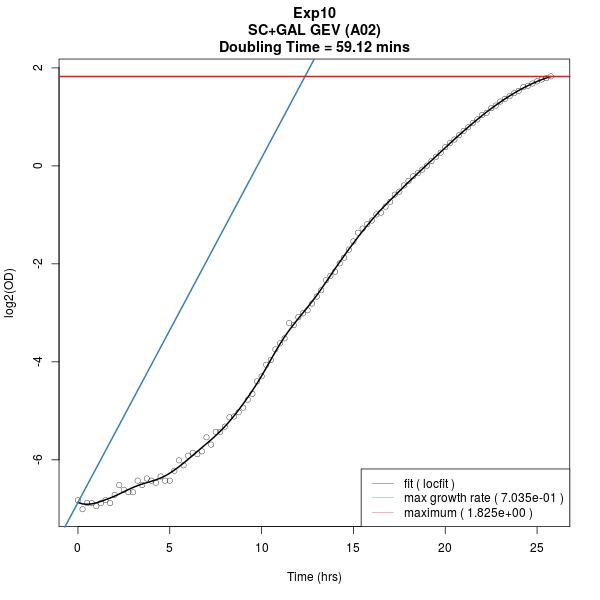 Exp10
SC+GAL GEV (A02)
Doubling Time = 59.12 mins
log2(OD)
2
0
-2
-4
-6
fit ( locfit )
max growth rate ( 7.035e-01 )
maximum ( 1.825e+00 )
0 5 10 15 20 25
Time (hrs)